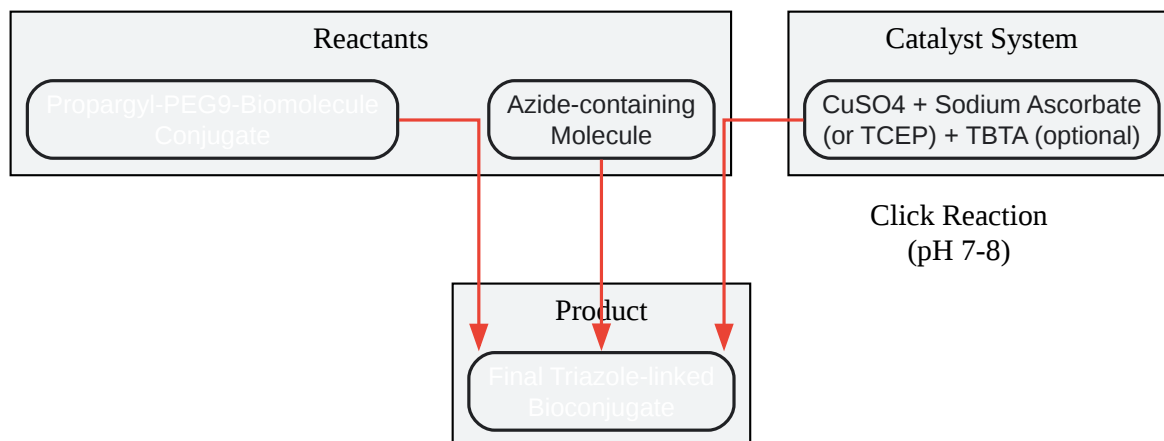 Reactants
Propargyl-PEG9-Biomolecule
Conjugate
Azide-containing
Molecule
Catalyst System
CuSO4 + Sodium Ascorbate
(or TCEP) + TBTA (optional)
Click Reaction
(pH 7-8)
Product
Final Triazole-linked
Bioconjugate